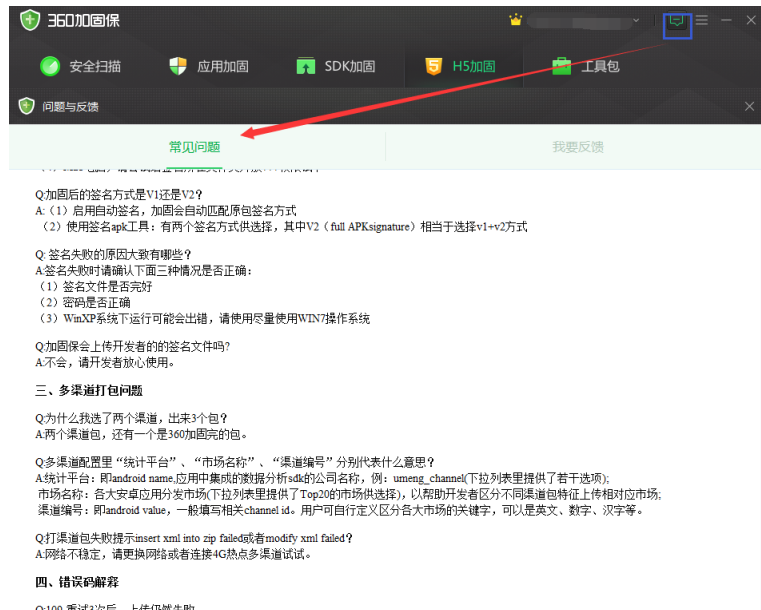 360加固保
安全扫描
应用加固
SDK加固
H5加固
工具包
问题与反馈
常见问题
我要反馈
Q:加固后的签名方式是V1还是V2？
A:（1）启用自动签名，加固会自动匹配原包签名方式
（2）使用签名apk工具：有两个签名方式供选择，其中V2（full APKsignature）相当于选择v1+v2方式
Q: 签名失败的原因大致有哪些？
A:签名失败时请确认下面三种情况是否正确：
（1）签名文件是否完好
（2）密码是否正确
（3）WinXP系统下运行可能会出错，请使用尽量使用WIN7操作系统
Q:加固保会上传开发者的的签名文件吗?
A:不会，请开发者放心使用。
三、多渠道打包问题
Q:为什么我选了两个渠道，出来3个包？
A:两个渠道包，还有一个是360加固完的包。
Q:多渠道配置里“统计平台”、“市场名称”、“渠道编号”分别代表什么意思？
A:统计平台：即android name,应用中集成的数据分析sdk的公司名称，例：umeng_channel(下拉列表里提供了若干选项);
市场名称：各大安卓应用分发市场(下拉列表里提供了Top20的市场供选择)，以帮助开发者区分不同渠道包特征上传相对应市场;
渠道编号：即android value，一般填写相关channel id。用户可自行定义区分各大市场的关键字，可以是英文、数字、汉字等。
Q:打渠道包失败提示insert xml into zip failed或者modify xml failed？
A:网络不稳定，请更换网络或者连接4G热点多渠道试试。
四、错误码解释